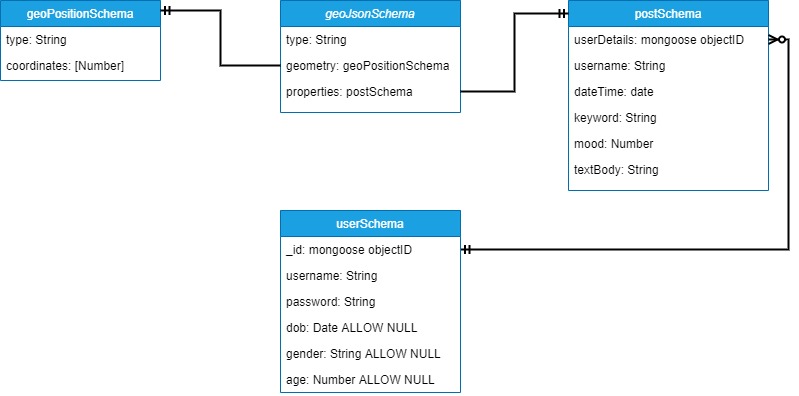 geoPositionSchema
type: String
coordinates: [Number]
geoJsonSchema
type: String
geometry: geoPositionSchema
properties: postSchema
postSchema
userDetails: mongoose objectID
username: String
dateTime: date
keyword: String
mood: Number
textBody: String
userSchema
_id: mongoose objectID
username: String
password: String
dob: Date ALLOW NULL
gender: String ALLOW NULL
age: Number ALLOW NULL